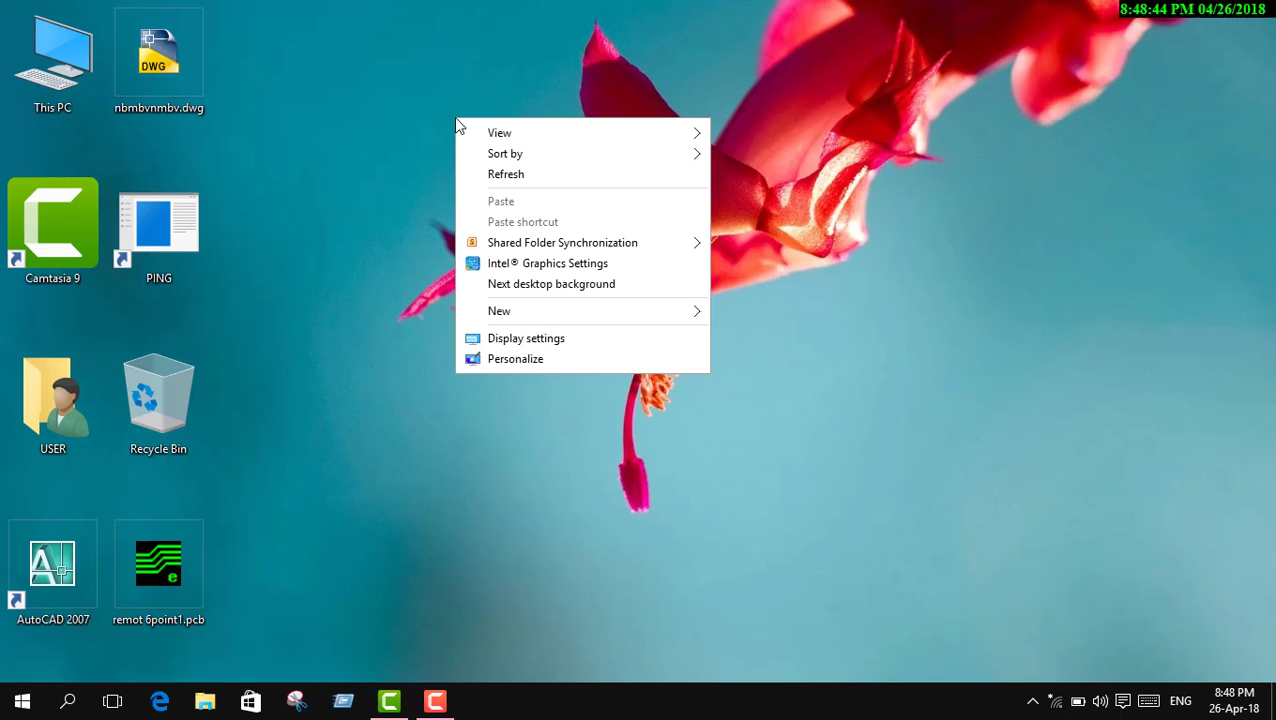 8:48:44 PM 04/26/2018
This PC
DWG
nbmbvnmbv.dwg
Camtasia 9
PING
USER
Recycle Bin
AutoCAD 2007
e
remot 6point1.pcb
View
Sort by
Refresh
Paste
Paste shortcut
S
Shared Folder Synchronization
Intel® Graphics Settings
Next desktop background
New
Display settings
Personalize
ENG
8:48 PM
26-Apr-18